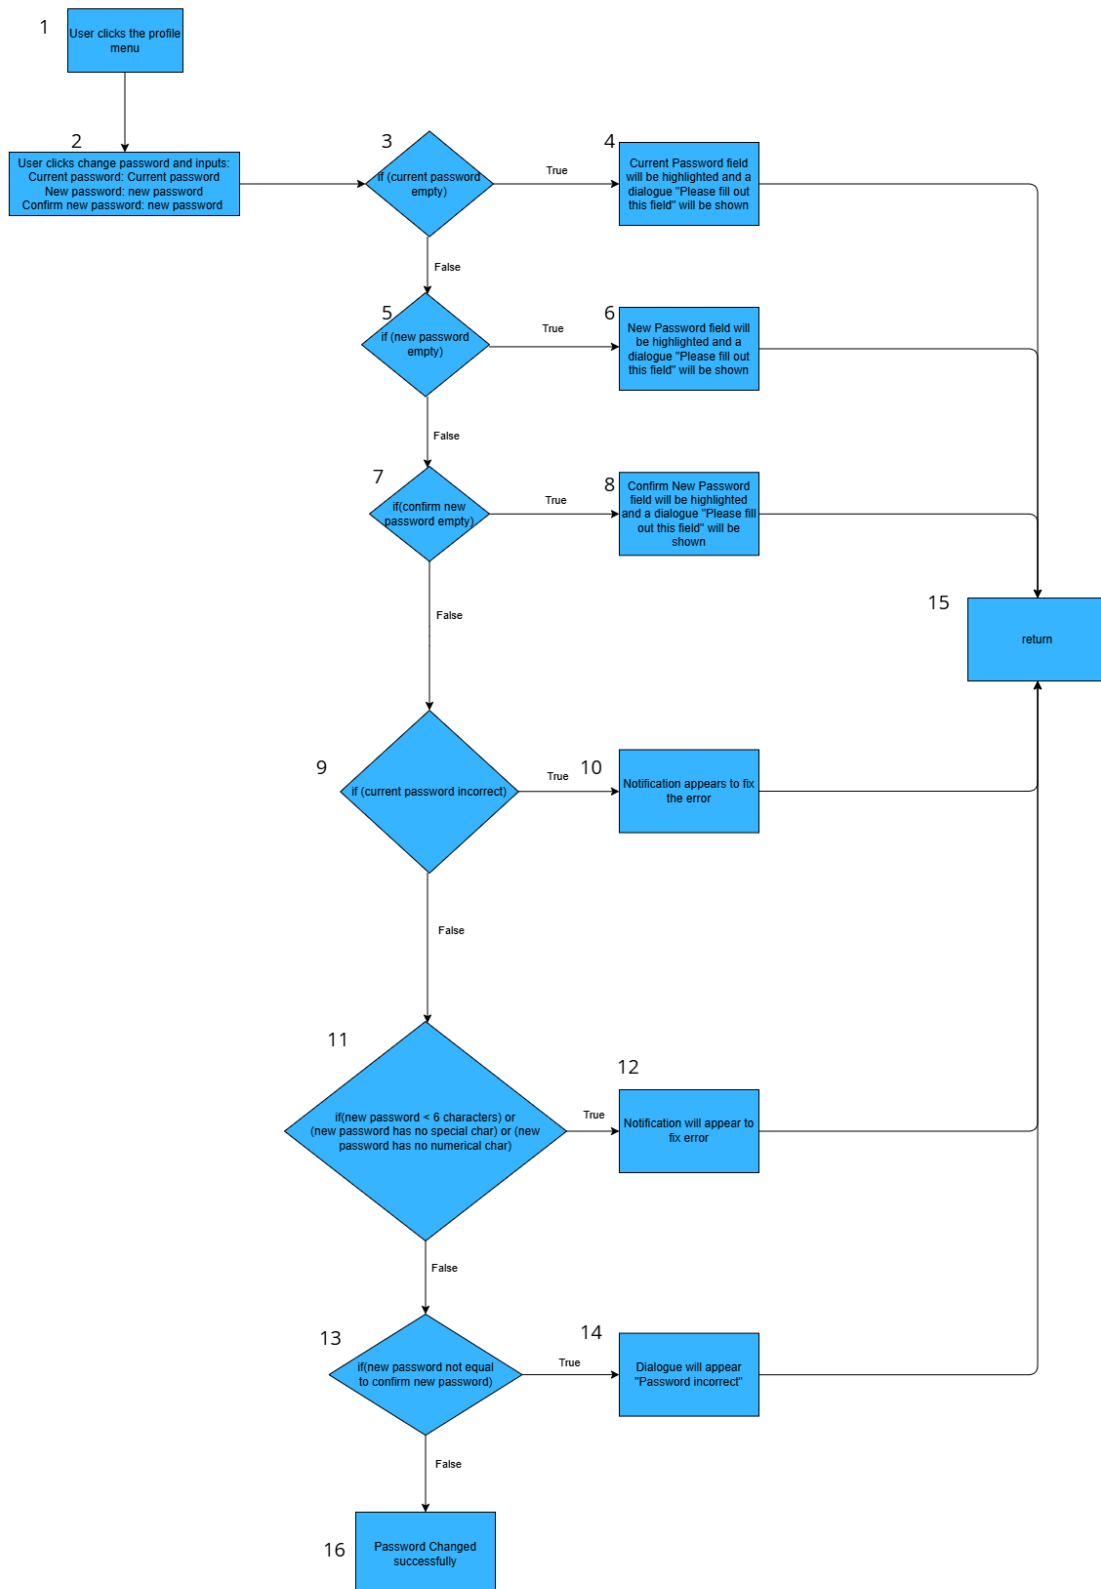 1
User clicks the profile
menu
2
User clicks change password and inputs:
Current password: Current password
New password: new password
Confirm new password: new password
3
if (current password
empty)
True
4
Current Password field
will be highlighted and a
dialogue "Please fill out
this field" will be shown
False
5
if (new password
empty)
True
6
New Password field will
be highlighted and a
dialogue "Please fill out
this field" will be shown
False
7
if(confirm new
password empty)
True
8
Confirm New Password
field will be highlighted
and a dialogue "Please fill
out this field" will be
shown
15
return
False
9
if (current password incorrect)
True
10
Notification appears to fix
the error
False
11
if(new password < 6 characters) or
(new password has no special char) or (new
password has no numerical char)
True
12
Notification will appear to
fix error
False
13
if(new password not equal
to confirm new password)
True
14
Dialogue will appear
"Password incorrect"
False
16
Password Changed
successfully